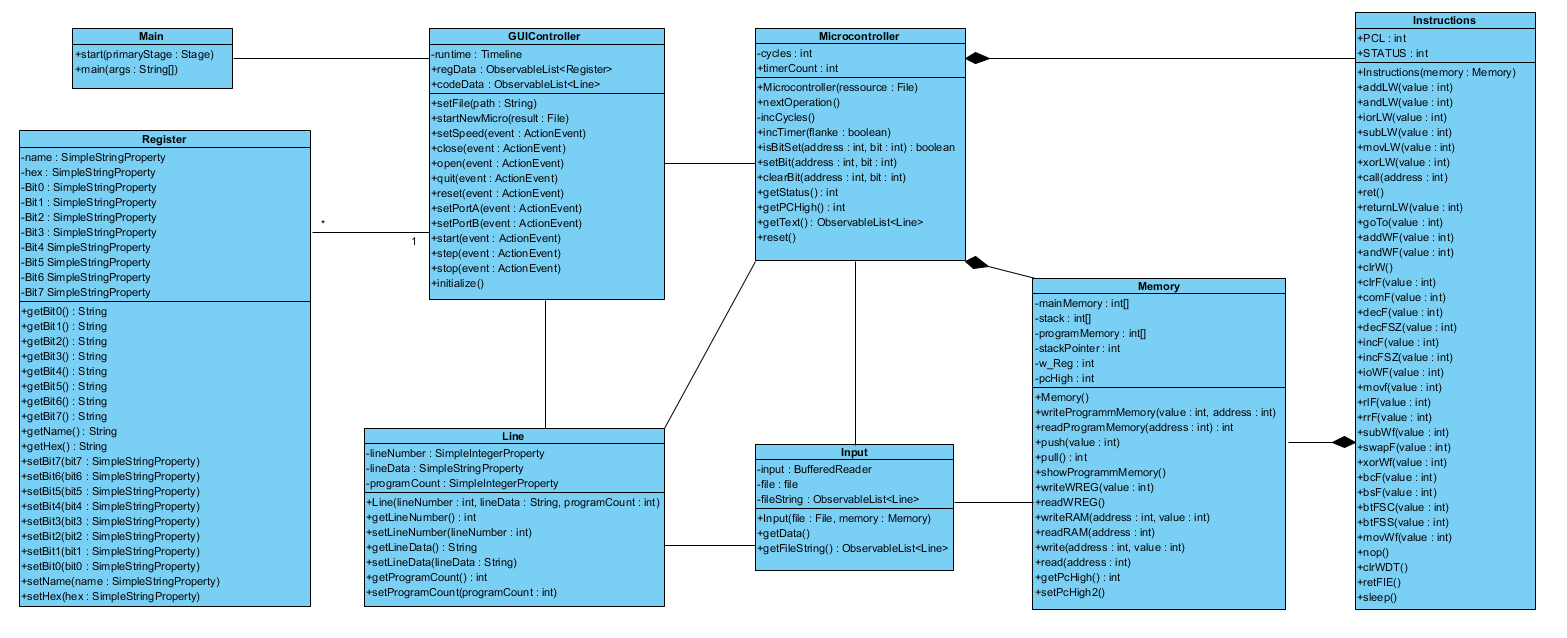 Main
+start(primaryStage : Stage)
+main(args : String[])
Register
-name : SimpleStringProperty
-hex : SimpleStringProperty
-Bit0 : SimpleStringProperty
-Bit1 : SimpleStringProperty
-Bit2 : SimpleStringProperty
-Bit3 : SimpleStringProperty
-Bit4 SimpleStringProperty
-Bit5 SimpleStringProperty
-Bit6 SimpleStringProperty
-Bit7 SimpleStringProperty
+getBit0() : String
+getBit1() : String
+getBit2() : String
+getBit3() : String
+getBit4() : String
+getBit5() : String
+getBit6() : String
+getBit7() : String
+getName() : String
+getHex() : String
+setBit7(bit7 : SimpleStringProperty)
+setBit6(bit6 : SimpleStringProperty)
+setBit5(bit5 : SimpleStringProperty)
+setBit4(bit4 : SimpleStringProperty)
+setBit3(bit3 : SimpleStringProperty)
+setBit2(bit2 : SimpleStringProperty)
+setBit1(bit1 : SimpleStringProperty)
+setBit0(bit0 : SimpleStringProperty)
+setName(name : SimpleStringProperty)
+setHex(hex : SimpleStringProperty)
*
1
GUIController
-runtime : Timeline
+regData : ObservableList<Register>
+codeData : ObservableList<Line>
+setFile(path : String)
+startNewMicro(result : File)
+setSpeed(event : ActionEvent)
+close(event : ActionEvent)
+open(event : ActionEvent)
+quit(event : ActionEvent)
+reset(event : ActionEvent)
+setPortA(event : ActionEvent)
+setPortB(event : ActionEvent)
+start(event : ActionEvent)
+step(event : ActionEvent)
+stop(event : ActionEvent)
+initialize()
Line
-lineNumber : SimpleIntegerProperty
-lineData : SimpleStringProperty
-programCount : SimpleIntegerProperty
+Line(lineNumber : int, lineData : String, programCount : int)
+getLineNumber() : int
+setLineNumber(lineNumber : int)
+getLineData() : String
+setLineData(lineData : String)
+getProgramCount() : int
+setProgramCount(programCount : int)
Microcontroller
-cycles : int
+timerCount : int
+Microcontroller(ressource : File)
+nextOperation()
-incCycles()
+incTimer(flanke : boolean)
+isBitSet(address : int, bit : int) : boolean
+setBit(address : int, bit : int)
+clearBit(address : int, bit : int)
+getStatus() : int
+getPCHigh() : int
+getText() : ObservableList<Line>
+reset()
Input
-input : BufferedReader
-file : file
-fileString : ObservableList<Line>
+Input(file : File, memory : Memory)
+getData()
+getFileString() : ObservableList<Line>
Memory
-mainMemory : int[]
-stack : int[]
-programMemory : int[]
-stackPointer : int
-w_Reg : int
-pcHigh : int
+Memory()
+writeProgrammMemory(value : int, address : int)
+readProgramMemory(address : int) : int
+push(value : int)
+pull() : int
+showProgrammMemory()
+writeWREG(value : int)
+readWREG()
+writeRAM(address : int, value : int)
+readRAM(address : int)
+write(address : int, value : int)
+read(address : int)
+getPcHigh() : int
+setPcHigh2()
Instructions
+PCL : int
+STATUS : int
+Instructions(memory : Memory)
+addLW(value : int)
+andLW(value : int)
+iorLW(value : int)
+subLW(value : int)
+movLW(value : int)
+xorLW(value : int)
+call(address : int)
+ret()
+returnLW(value : int)
+goTo(value : int)
+addWF(value : int)
+andWF(value : int)
+clrW()
+clrF(value : int)
+comF(value : int)
+decF(value : int)
+decFSZ(value : int)
+incF(value : int)
+incFSZ(value : int)
+ioWF(value : int)
+movf(value : int)
+rlF(value : int)
+rrF(value : int)
+subWf(value : int)
+swapF(value : int)
+xorWf(value : int)
+bcF(value : int)
+bsF(value : int)
+btFSC(value : int)
+btFSS(value : int)
+movWf(value : int)
+nop()
+clrWDT()
+retFIE()
+sleep()